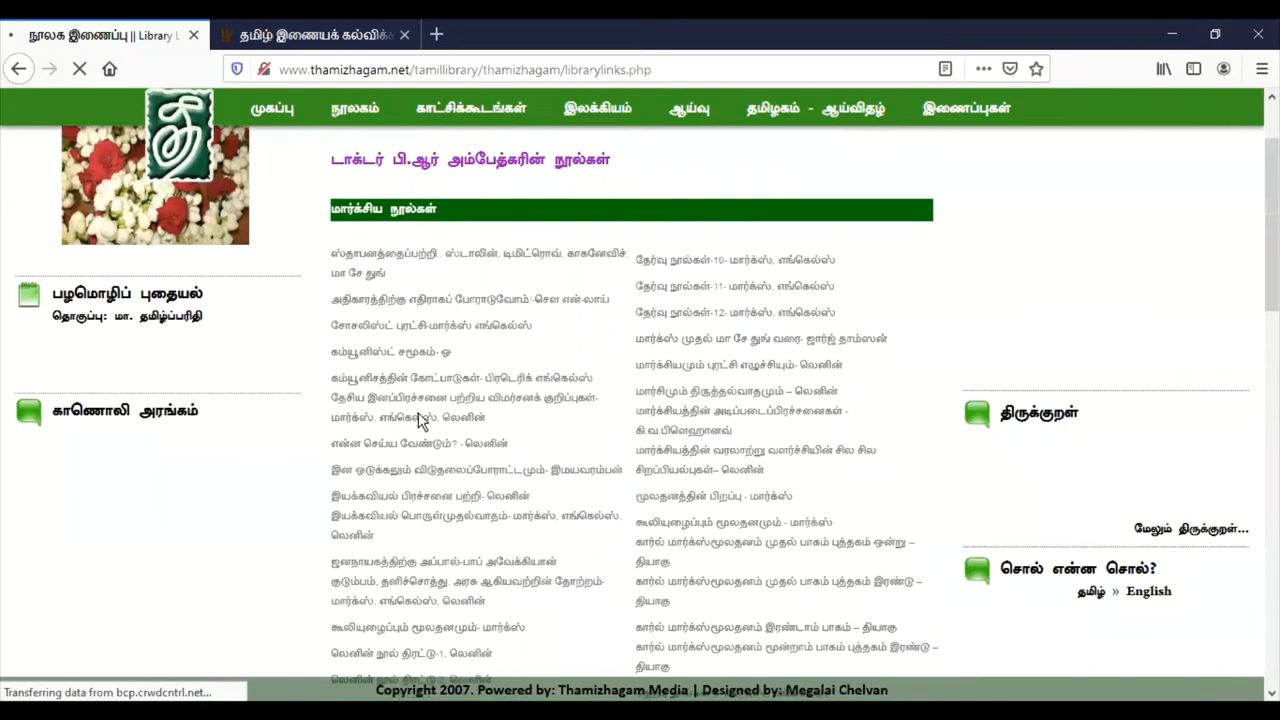 நூலக இணைப்பு || Library L
தமிழ் இணையக் கல்விக்க
www.thamizhagam.net/tamillibrary/thamizhagam/librarylinks.php
முகப்பு
நூலகம்
காட்சிக்கூடங்கள்
இலக்கியம்
ஆய்வு
தமிழகம் - ஆய்விதழ்
இணைப்புகள்
டாக்டர் பி.ஆர் அம்பேத்கரின் நூல்கள்
மார்க்சிய நூல்கள்
ஸ்தாபனத்தைப்பற்றி.. ஸ்டாலின், டிமிட்ரொவ், காகனேவிச்,
மா சே துங்
அதிகாரத்திற்கு எதிராகப் போராடுவோம்!-சௌ என்-லாய்
சோசலிஸ்ட் புரட்சி-மார்க்ஸ் எங்கெல்ஸ்
கம்யூனிஸ்ட் சமூகம்- ஒ
கம்யூனிசத்தின் கோட்பாடுகள்- பிரடெரிக் எங்கெல்ஸ்
தேசிய இனப்பிரச்சனை பற்றிய விமர்சனக் குறிப்புகள்-
மார்க்ஸ், எங்கெல்ஸ், லெனின்
என்ன செய்ய வேண்டும்? -லெனின்
இன ஒடுக்கலும் விடுதலைப்போராட்டமும்- இமயவரம்பன்
இயக்கவியல் பிரச்சனை பற்றி- லெனின்
இயக்கவியல் பொருள்முதல்வாதம்- மார்க்ஸ், எங்கெல்ஸ்,
லெனின்
ஜனநாயகத்திற்கு அப்பால்-பாப் அவேக்கியான்
குடும்பம், தனிச்சொத்து, அரசு ஆகியவற்றின் தோற்றம்-
மார்க்ஸ், எங்கெல்ஸ், லெனின்
கூலியுழைப்பும் மூலதனமும்- மார்க்ஸ்
லெனின் நூல் திரட்டு-1, லெனின்
லெனின் நூல் திரட்டு-2, லெனின்
தேர்வு நூல்கள்-10- மார்க்ஸ், எங்கெல்ஸ்
தேர்வு நூல்கள்-11- மார்க்ஸ், எங்கெல்ஸ்
தேர்வு நூல்கள்-12- மார்க்ஸ், எங்கெல்ஸ்
மார்க்ஸ் முதல் மா சே துங் வரை- ஜார்ஜ் தாம்ஸன்
மார்க்சியமும் புரட்சி எழுச்சியும்- லெனின்
மார்சிமும் திருத்தல்வாதமும் – லெனின்
மார்க்சியத்தின் அடிப்படைப்பிரச்சனைகள் -
கி.வ.பிளெஹானவ்
மார்க்சியத்தின் வரலாற்று வளர்ச்சியின் சில சில
சிறப்பியல்புகள்– லெனின்
மூலதனத்தின் பிறப்பு - மார்க்ஸ்
கூலியுழைப்பும் மூலதனமும் - மார்க்ஸ்
கார்ல் மார்க்ஸ்மூலதனம் முதல் பாகம் புத்தகம் ஒன்று –
தியாகு
கார்ல் மார்க்ஸ்மூலதனம் முதல் பாகம் புத்தகம் இரண்டு –
தியாகு
கார்ல் மார்க்ஸ்மூலதனம் இரண்டாம் பாகம் – தியாகு
கார்ல் மார்க்ஸ்மூலதனம் மூன்றாம் பாகம் புத்தகம் இரண்டு –
தியாகு
பழமொழிப் புதையல்
தொகுப்பு: மா. தமிழ்ப்பரிதி
காணொலி அரங்கம்
திருக்குறள்
மேலும் திருக்குறள்...
சொல் என்ன சொல்?
தமிழ் » English
Transferring data from bcp.crwdcntrl.net...
Copyright 2007. Powered by: Thamizhagam Media | Designed by: Megalai Chelvan